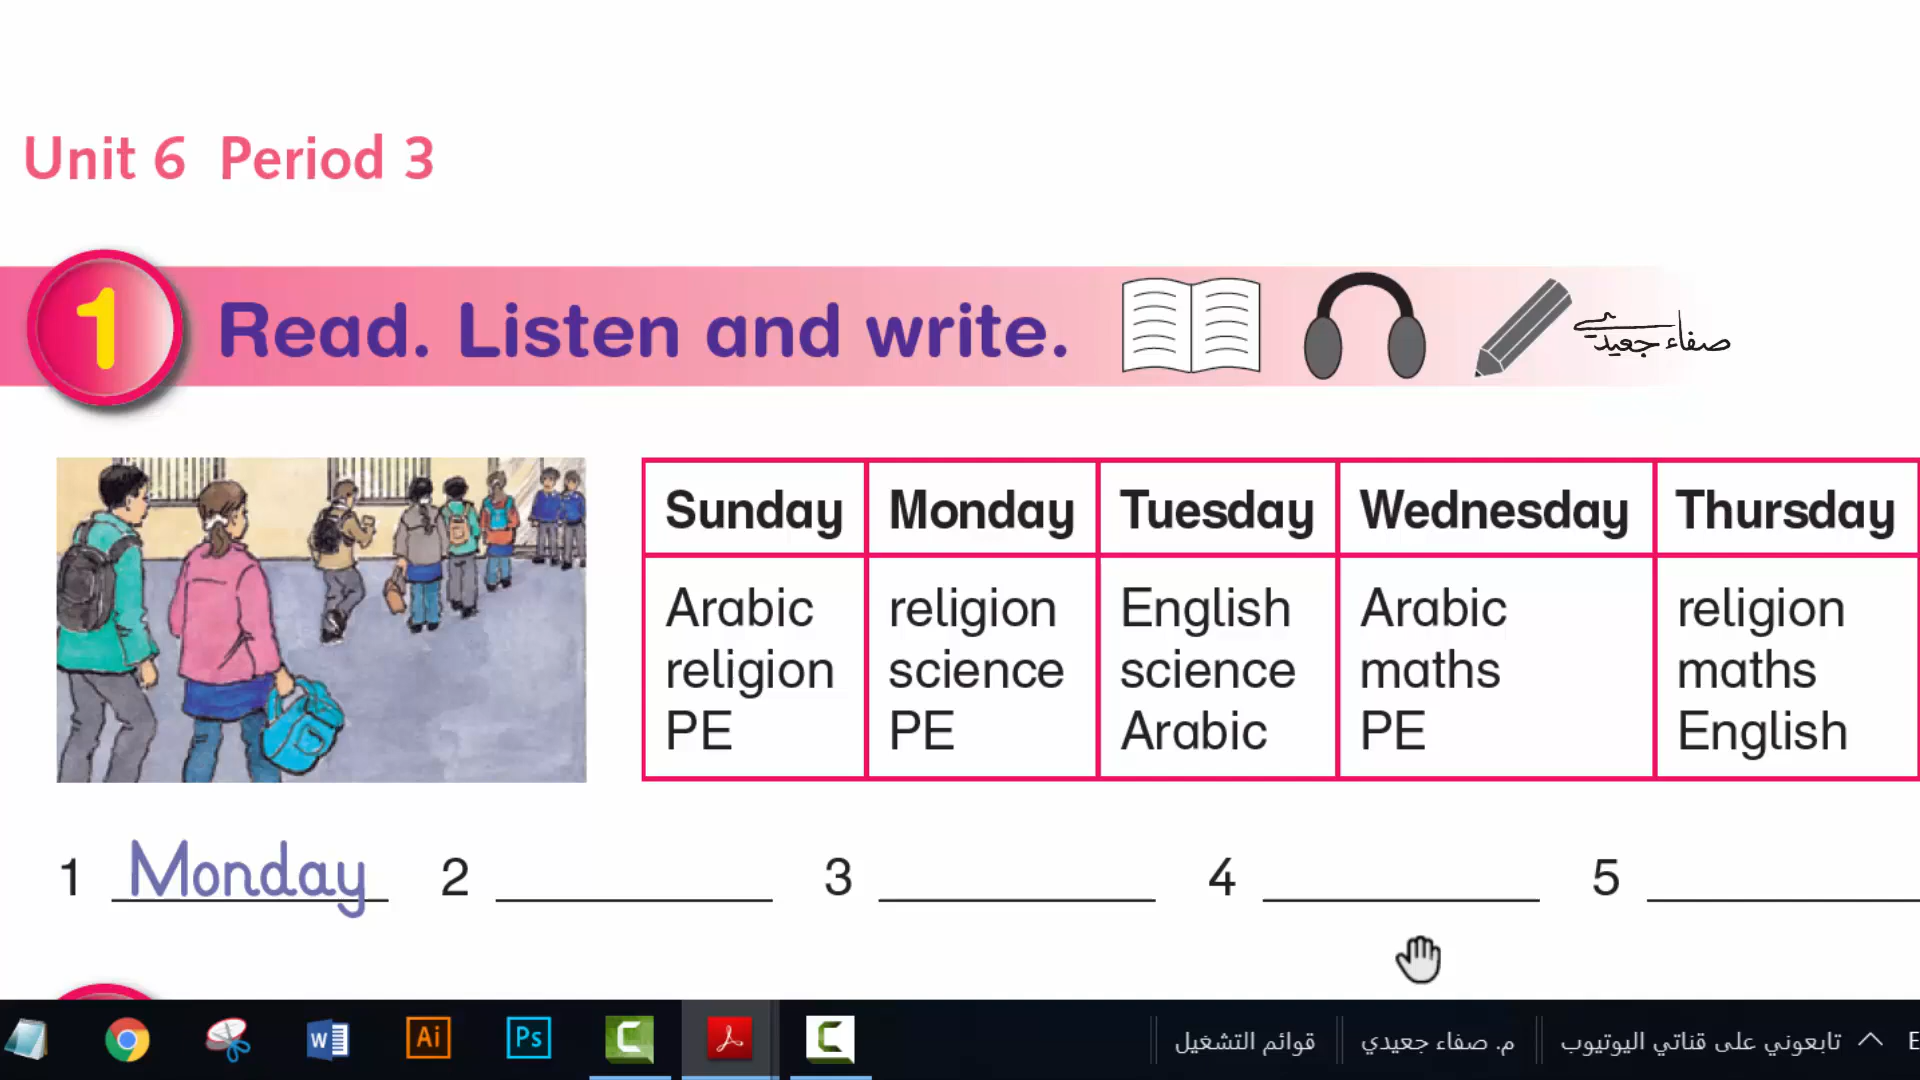 Unit 6 Period 3
1 Read. Listen and write.
صفاء جعيدي
Sunday Monday Tuesday Wednesday Thursday
Arabic religion English Arabic religion
religion science science maths maths
PE PE Arabic PE English
1 Monday 2 3 4 5
W Ai Ps C C قوائم التشغيل م. صفاء جعيدي تابعوني على قناتي اليوتيوب E